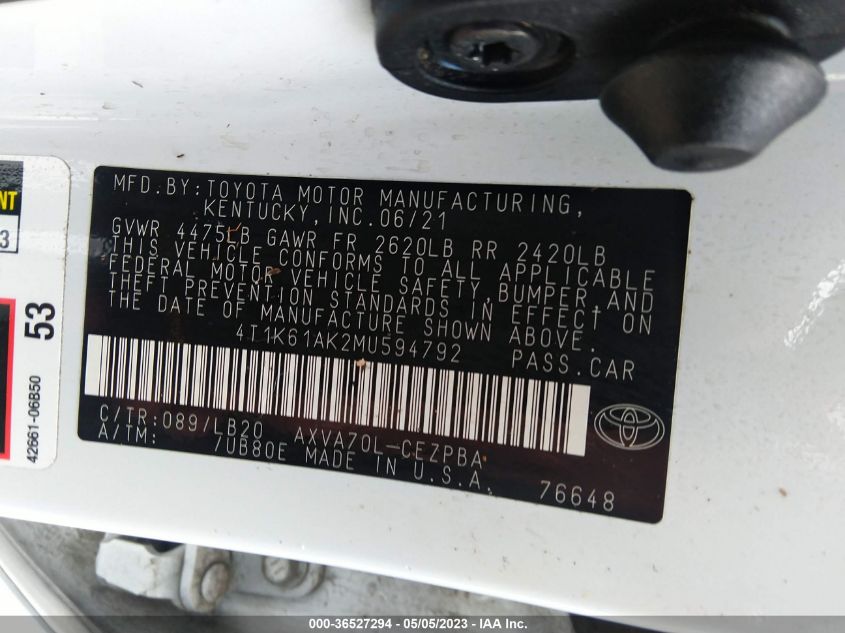 MFD.BY:TOYOTA MOTOR MANUFACTURING,
KENTUCKY,INC.06/21
GVWR 4475LB GAWR FR 2620LB RR 2420LB
THIS VEHICLE CONFORMS TO ALL APPLICABLE
FEDERAL MOTOR VEHICLE SAFETY,BUMPER,AND
THEFT PREVENTION STANDARDS IN EFFECT ON
THE DATE OF MANUFACTURE SHOWN ABOVE.
4T1K61AK2MU594792 PASS.CAR
C/TR:089/LB20 AXVA70L-CEZPBA
A/TM: 7UB80E MADE IN U.S.A.
76648
NT
3
53
42661-06B50
000-36527294 - 05/05/2023 - IAA Inc.